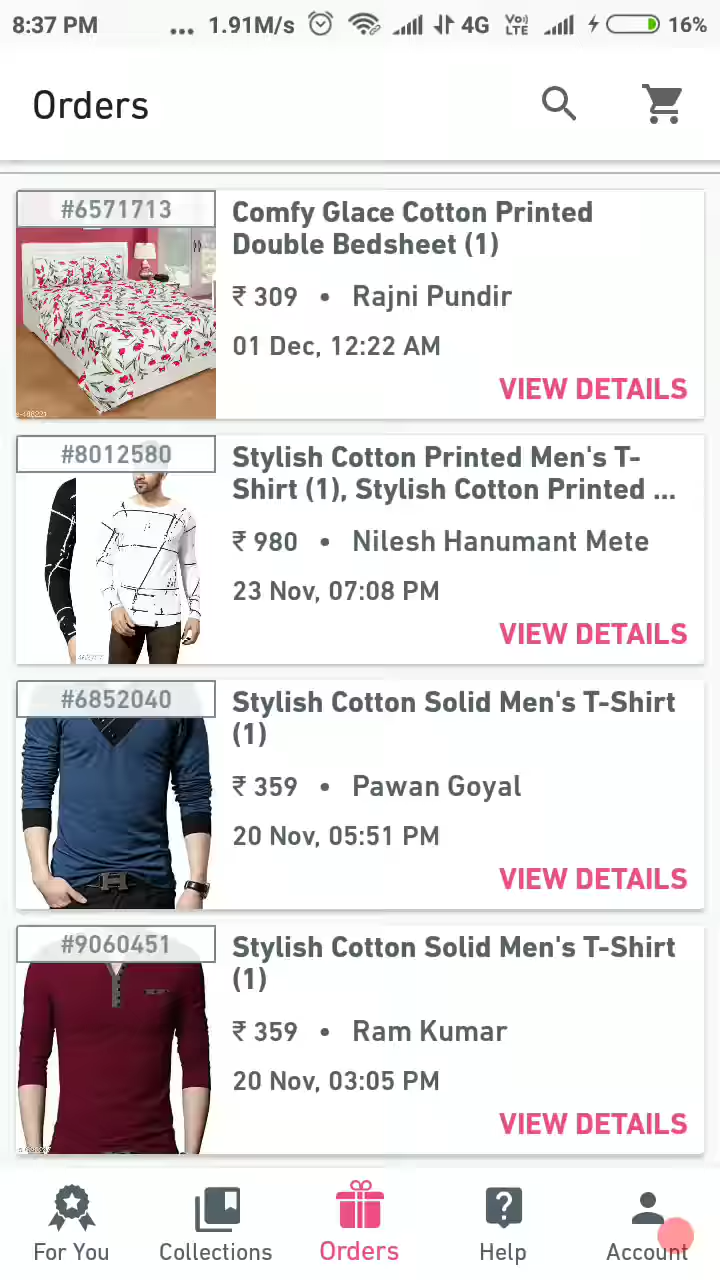 8:37 PM ... 1.91M/s 4G Vo) LTE 16%
Orders
#6571713
Comfy Glace Cotton Printed
Double Bedsheet (1)
₹ 309 • Rajni Pundir
01 Dec, 12:22 AM
VIEW DETAILS
#8012580
Stylish Cotton Printed Men's T-
Shirt (1), Stylish Cotton Printed ...
₹ 980 • Nilesh Hanumant Mete
23 Nov, 07:08 PM
VIEW DETAILS
#6852040
Stylish Cotton Solid Men's T-Shirt
(1)
₹ 359 • Pawan Goyal
20 Nov, 05:51 PM
VIEW DETAILS
#9060451
Stylish Cotton Solid Men's T-Shirt
(1)
₹ 359 • Ram Kumar
20 Nov, 03:05 PM
VIEW DETAILS
For You Collections Orders Help Account